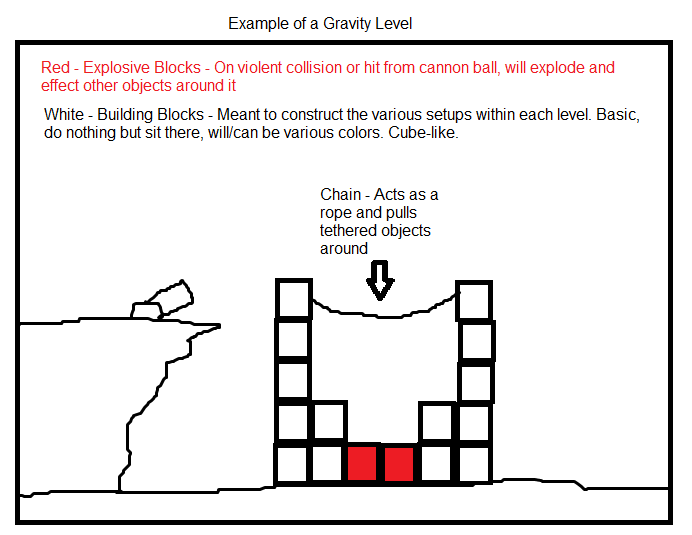 Example of a Gravity Level
Red - Explosive Blocks - On violent collision or hit from cannon ball, will explode and
effect other objects around it
White - Building Blocks - Meant to construct the various setups within each level. Basic,
do nothing but sit there, will/can be various colors. Cube-like.
Chain - Acts as a
rope and pulls
tethered objects
around